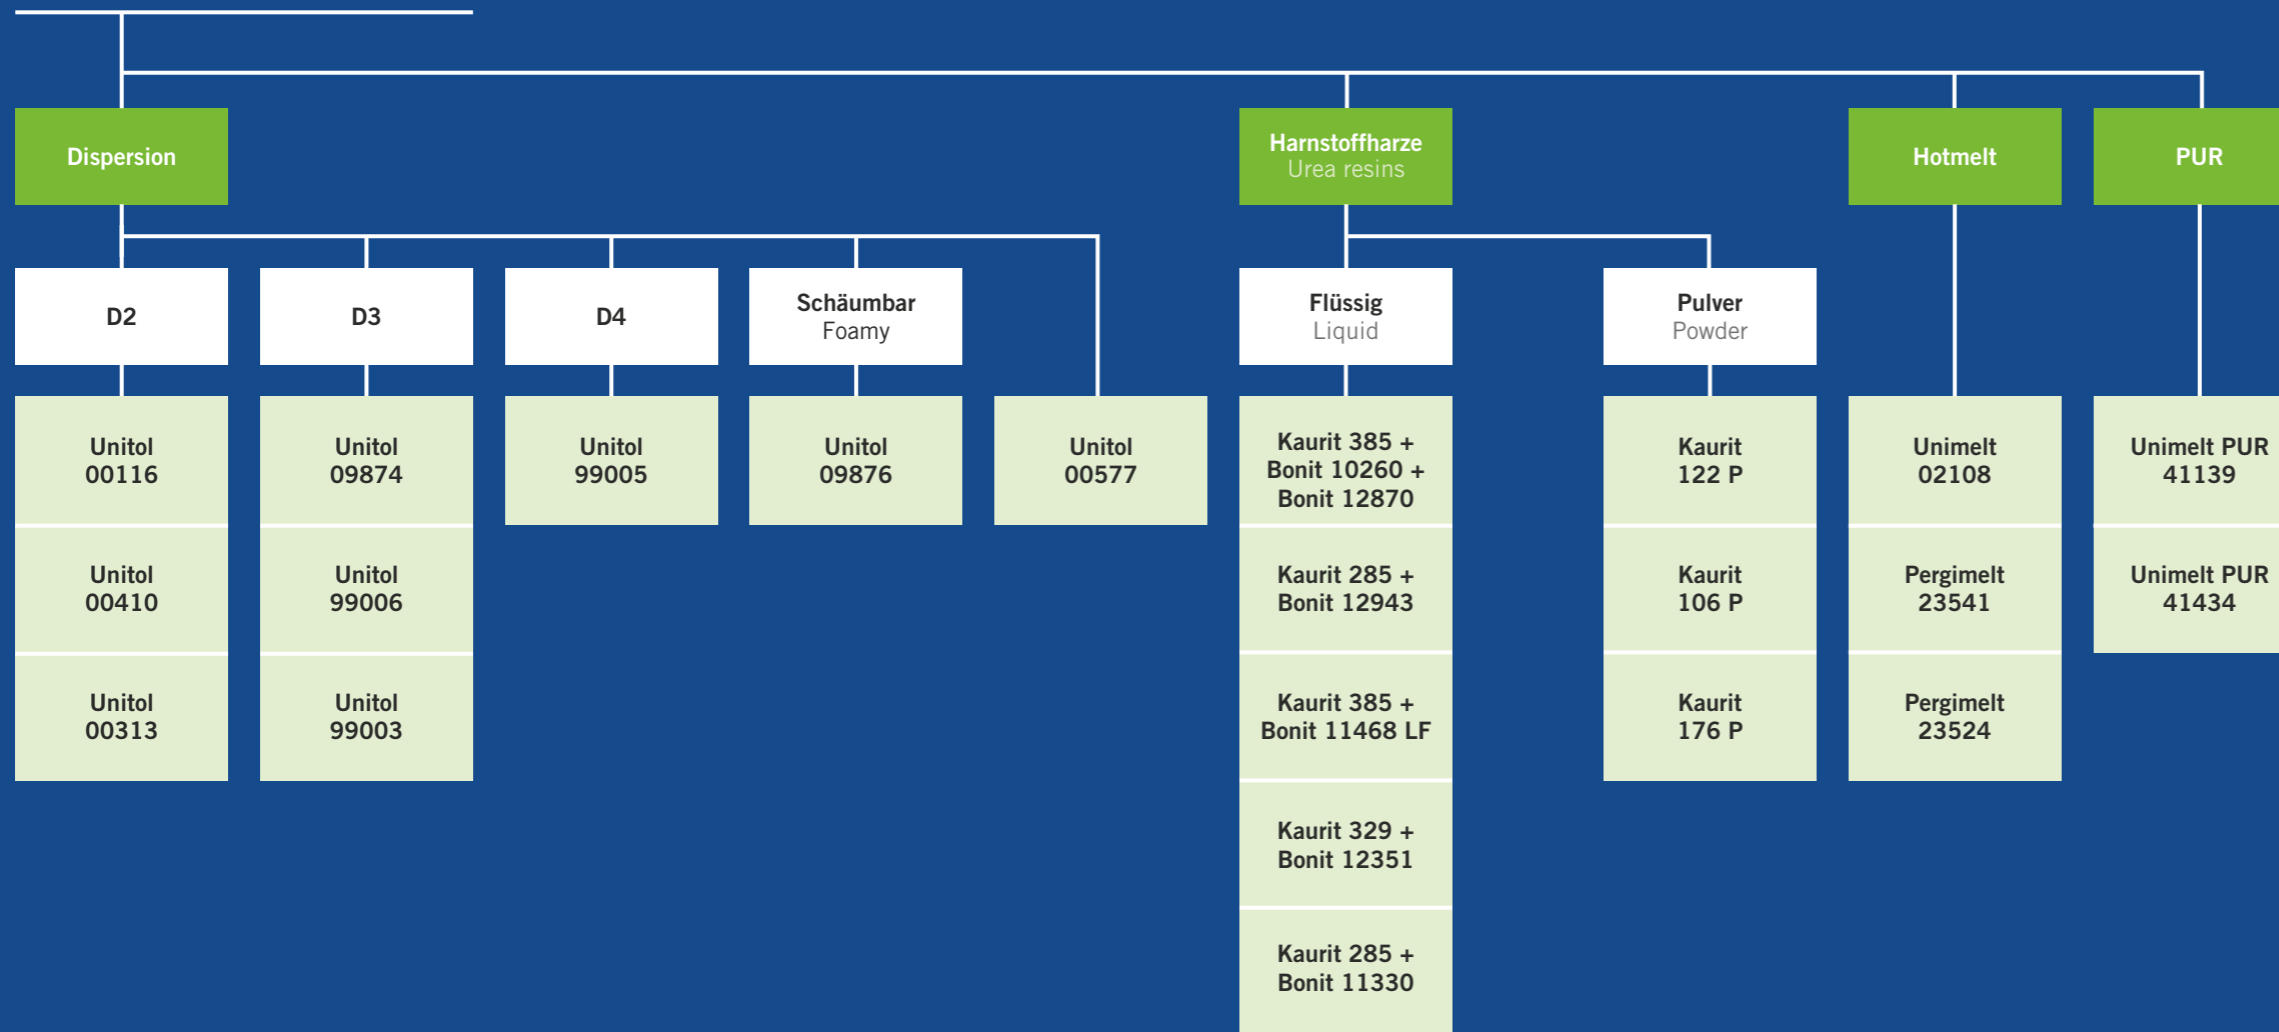 Dispersion
Harnstoffharze
Urea resins
Hotmelt
PUR
D2
D3
D4
Schäumbar
Foamy
Flüssig
Liquid
Pulver
Powder
Unitol
00116
Unitol
00410
Unitol
00313
Unitol
09874
Unitol
99006
Unitol
99003
Unitol
99005
Unitol
09876
Unitol
00577
Kaurit 385 +
Bonit 10260 +
Bonit 12870
Kaurit 285 +
Bonit 12943
Kaurit 385 +
Bonit 11468 LF
Kaurit 329 +
Bonit 12351
Kaurit 285 +
Bonit 11330
Kaurit
122 P
Kaurit
106 P
Kaurit
176 P
Unimelt
02108
Pergimelt
23541
Pergimelt
23524
Unimelt PUR
41139
Unimelt PUR
41434